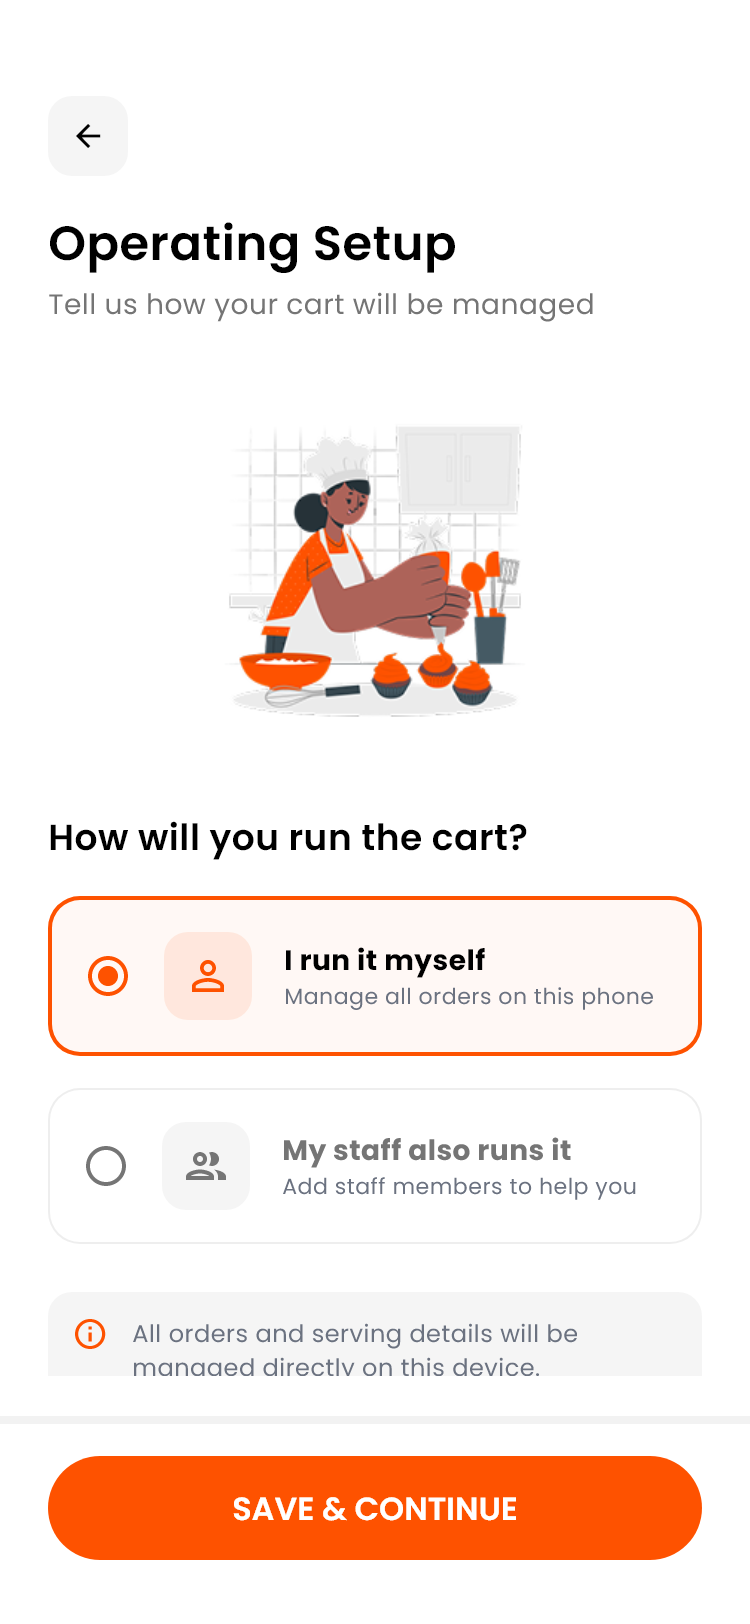 Operating Setup
Tell us how your cart will be managed
How will you run the cart?
I run it myself
Manage all orders on this phone
My staff also runs it
Add staff members to help you
All orders and serving details will be
managed directly on this device.
SAVE & CONTINUE